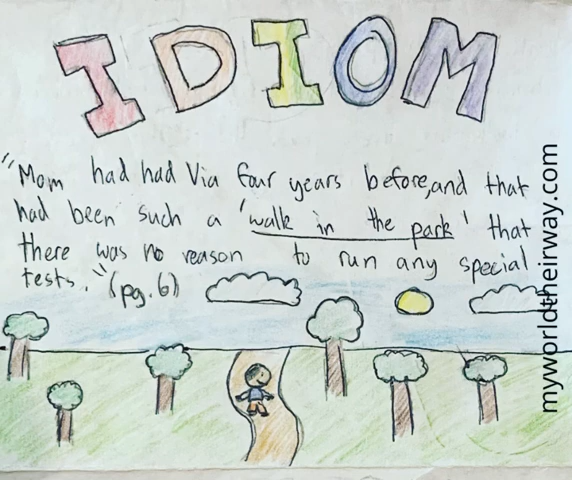 IDIOM
"Mom had had Via four years before, and that
had been such a 'walk in the park' that
there was no reason to run any special
tests." (pg. 6)
myworldtheirway.com